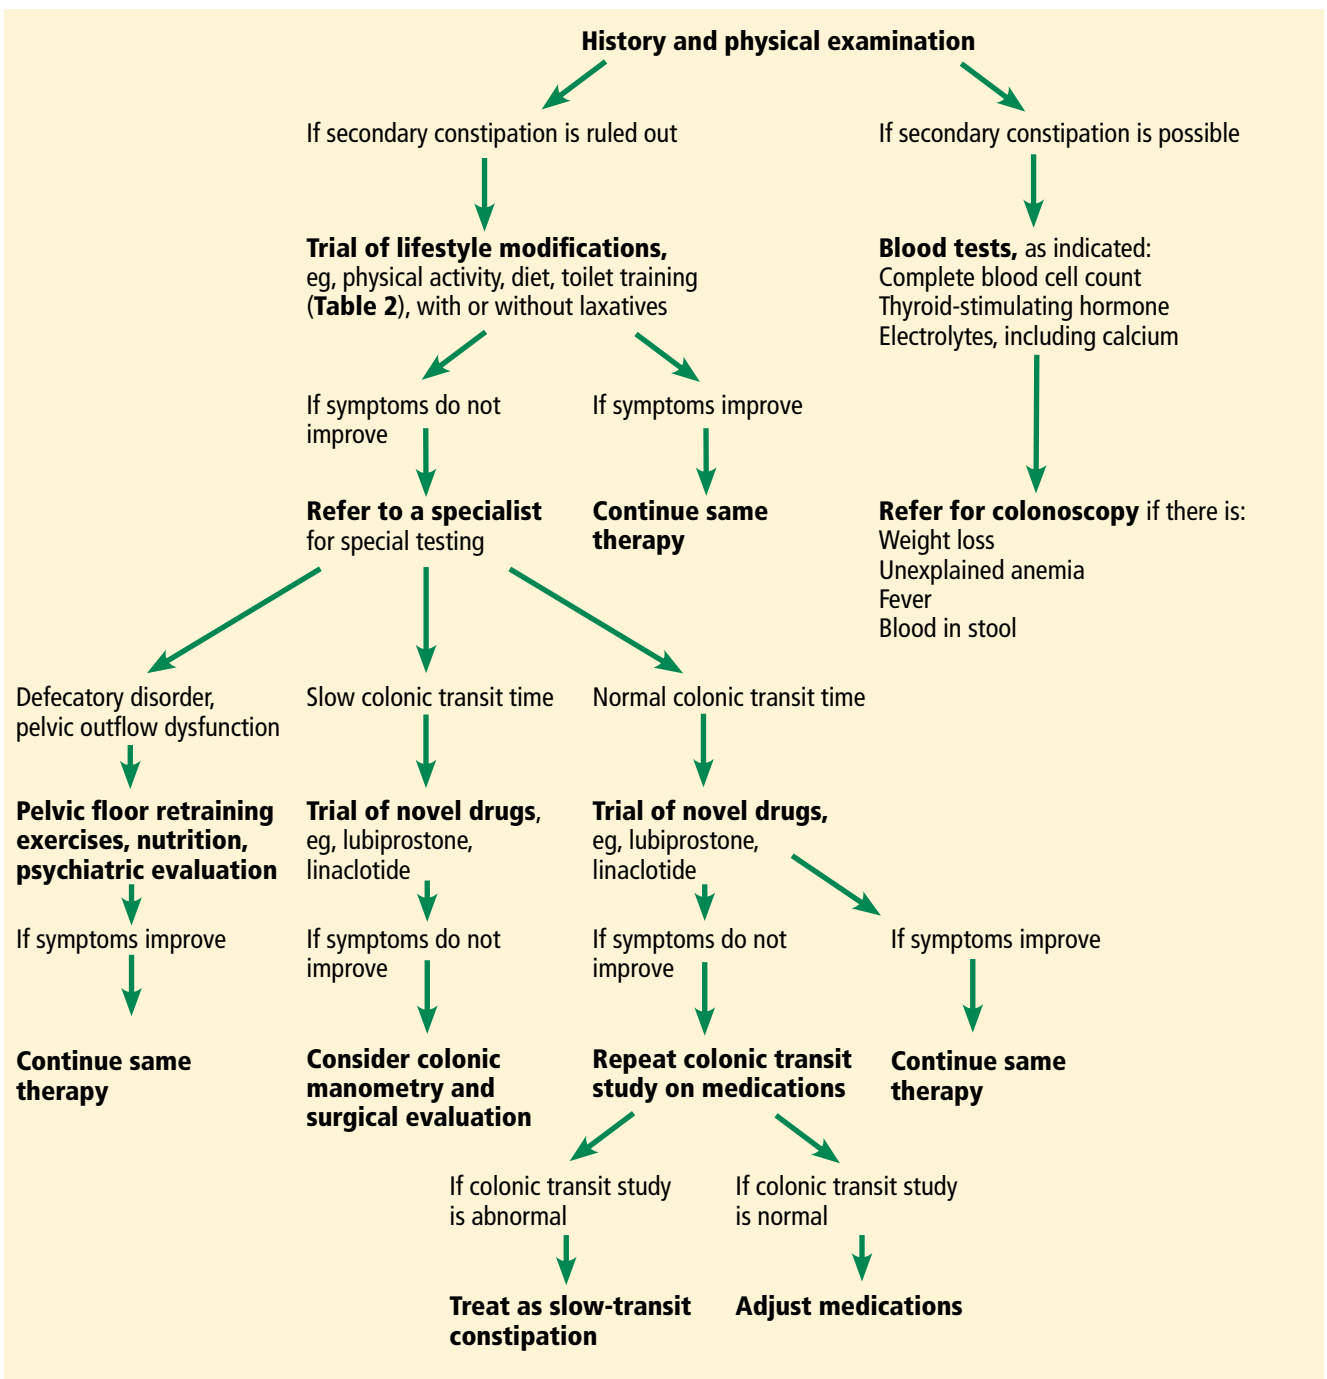 History and physical examination
If secondary constipation is ruled out
If secondary constipation is possible
Trial of lifestyle modifications,
eg, physical activity, diet, toilet training
(Table 2), with or without laxatives
Blood tests, as indicated:
Complete blood cell count
Thyroid-stimulating hormone
Electrolytes, including calcium
If symptoms do not
improve
If symptoms improve
Refer to a specialist
for special testing
Continue same
therapy
Refer for colonoscopy if there is:
Weight loss
Unexplained anemia
Fever
Blood in stool
Defecatory disorder,
pelvic outflow dysfunction
Slow colonic transit time
Normal colonic transit time
Pelvic floor retraining
exercises, nutrition,
psychiatric evaluation
Trial of novel drugs,
eg, lubiprostone,
linaclotide
Trial of novel drugs,
eg, lubiprostone,
linaclotide
If symptoms improve
If symptoms do not
improve
If symptoms do not
improve
If symptoms improve
Continue same
therapy
Consider colonic
manometry and
surgical evaluation
Repeat colonic transit
study on medications
Continue same
therapy
If colonic transit study
is abnormal
If colonic transit study
is normal
Treat as slow-transit
constipation
Adjust medications